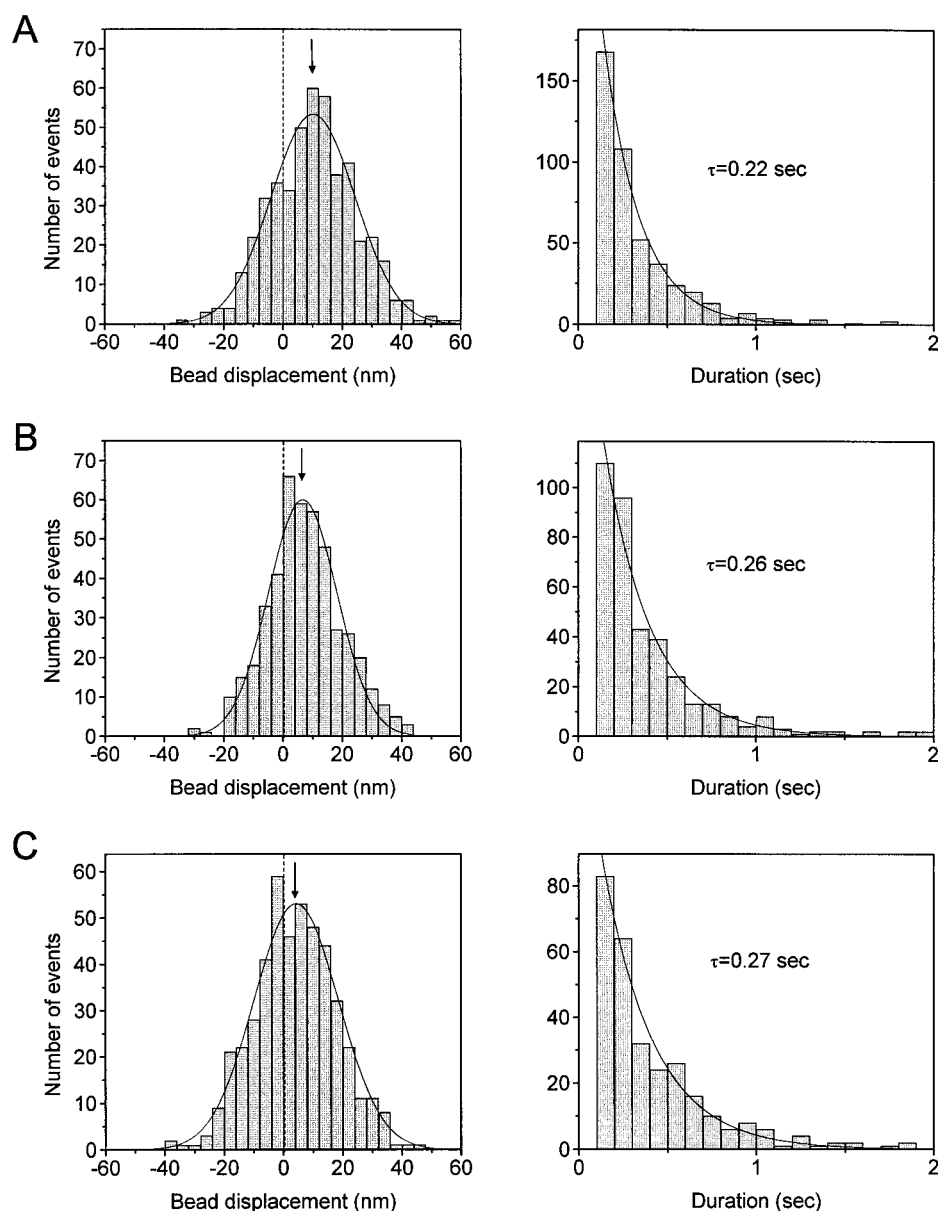 A
Number of events
70
60
50
40
30
20
10
0
-60 -40 -20 0 20 40 60
Bead displacement (nm)
150
100
50
0
τ=0.22 sec
0 1 2
Duration (sec)
B
Number of events
70
60
50
40
30
20
10
0
-60 -40 -20 0 20 40 60
Bead displacement (nm)
100
80
60
40
20
0
τ=0.26 sec
0 1 2
Duration (sec)
C
Number of events
60
50
40
30
20
10
0
-60 -40 -20 0 20 40 60
Bead displacement (nm)
80
60
40
20
0
τ=0.27 sec
0 1 2
Duration (sec)